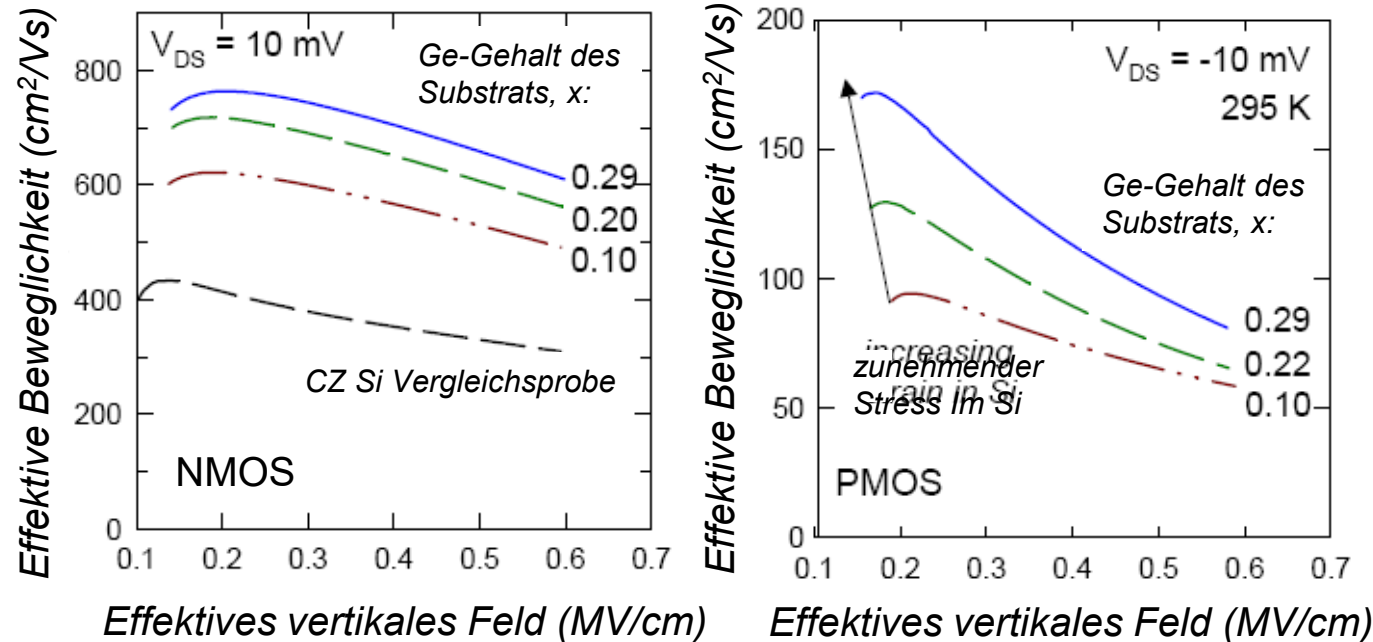 Effektive Beweglichkeit (cm²/Vs)
800
600
400
200
0
V_DS = 10 mV
Ge-Gehalt des
Substrats, x:
0.29
0.20
0.10
CZ Si Vergleichsprobe
NMOS
0.1 0.2 0.3 0.4 0.5 0.6 0.7
Effektives vertikales Feld (MV/cm)
Effektive Beweglichkeit (cm²/Vs)
200
150
100
50
0
V_DS = -10 mV
295 K
Ge-Gehalt des
Substrats, x:
0.29
0.22
0.10
increasing
zunehmender
rain in Si
Stress Im Si
PMOS
0.1 0.2 0.3 0.4 0.5 0.6 0.7
Effektives vertikales Feld (MV/cm)